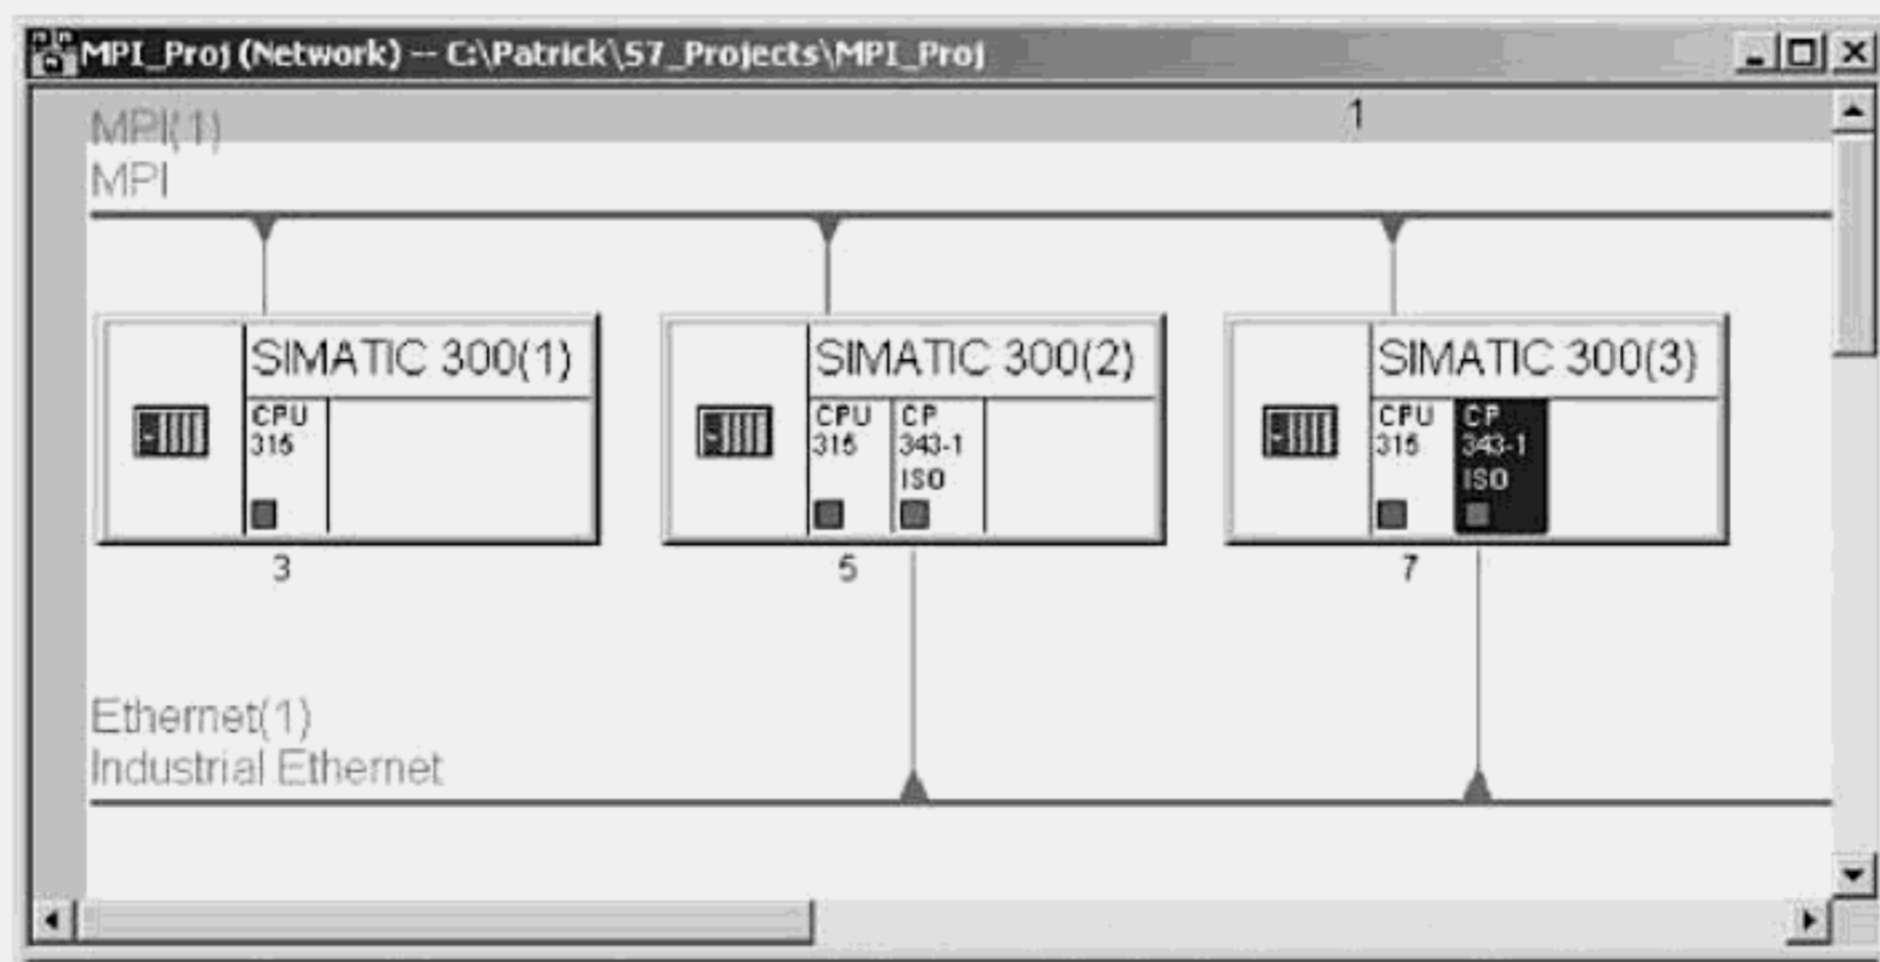 MPI_Proj (Network) -- C:\Patrick\S7_Projects\MPI_Proj
1
MPI(1)
MPI
SIMATIC 300(1)
CPU
315
3
SIMATIC 300(2)
CPU
315
CP
343-1
ISO
5
SIMATIC 300(3)
CPU
315
CP
343-1
ISO
7
Ethernet(1)
Industrial Ethernet